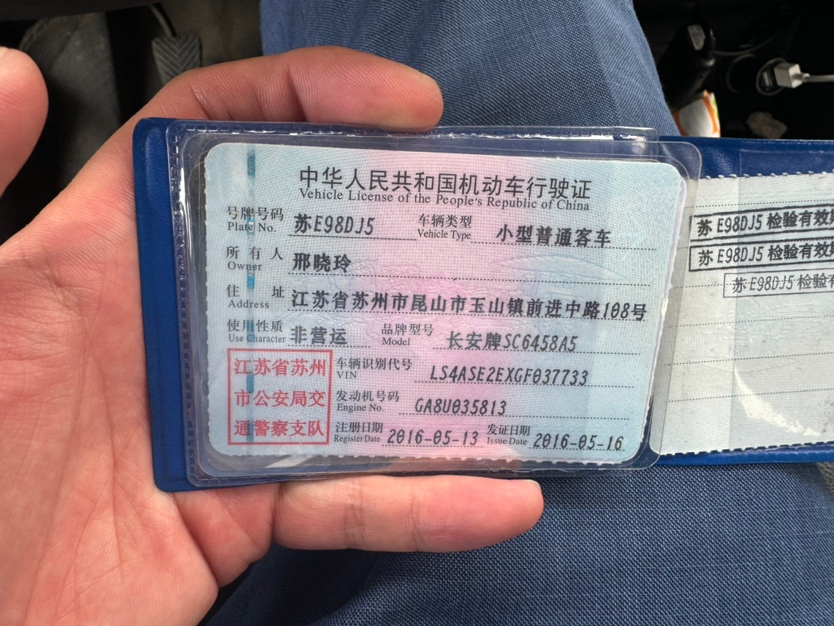 中华人民共和国机动车行驶证
Vehicle License of the People's Republic of China
号牌号码 苏E98DJ5 车辆类型 小型普通客车
Plate No. Vehicle Type
所有人 邢晓玲
Owner
住址 江苏省苏州市昆山市玉山镇前进中路108号
Address
使用性质 非营运 品牌型号 长安牌SC6458A5
Use Character Model
江苏省苏州
市公安局交
通警察支队
车辆识别代号 LS4ASE2EXGF037733
VIN
发动机号码 GA8U035813
Engine No.
注册日期 2016-05-13 发证日期 2016-05-16
Register Date Issue Date
苏E98DJ5检验有效
苏E98DJ5检验有效
苏E98DJ5检验有